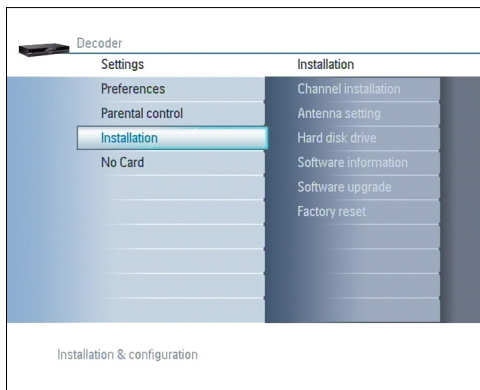 Decoder
Settings
Installation
Preferences
Channel installation
Parental control
Antenna setting
Installation
Hard disk drive
No Card
Software information
Software upgrade
Factory reset
Installation & configuration